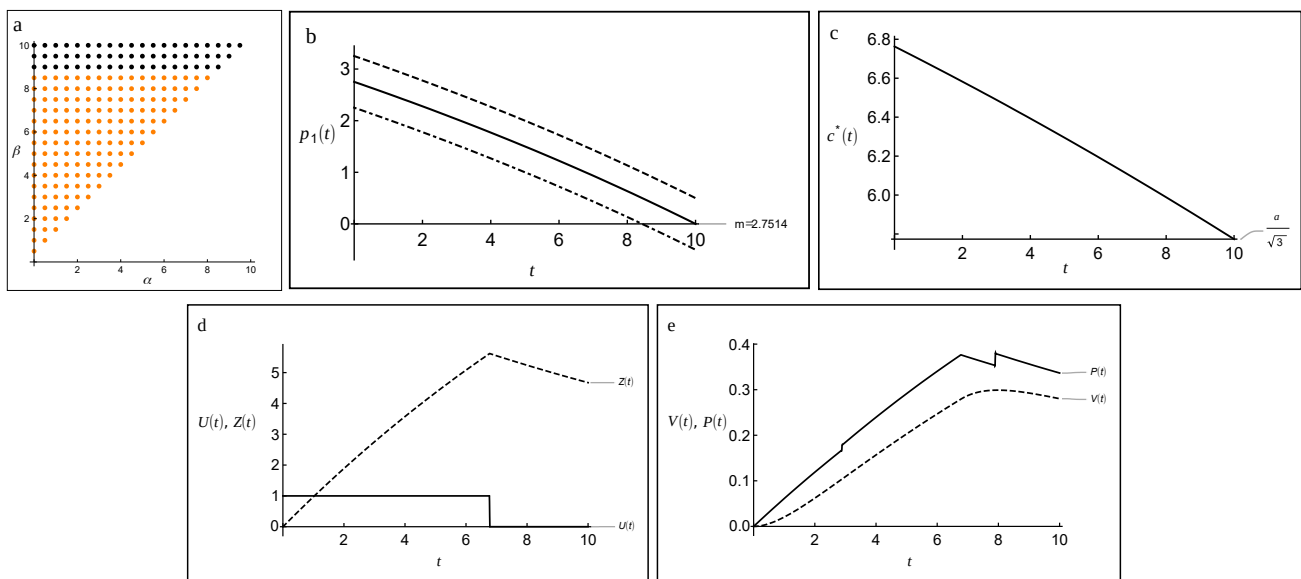 a
10
8
6
β
4
2
2 4 6 8 10
α
b
3
p₁(t) 2
1
0
2 4 6 8 10
m=2.7514
t
c
6.8
6.6
6.4
c*(t)
6.2
6.0
2 4 6 8 10
a
√3
t
d
5
4
3
2
1
0
U(t), Z(t)
Z(t)
U(t)
2 4 6 8 10
t
e
0.4
0.3
0.2
0.1
0.0
V(t), P(t)
P(t)
V(t)
2 4 6 8 10
t